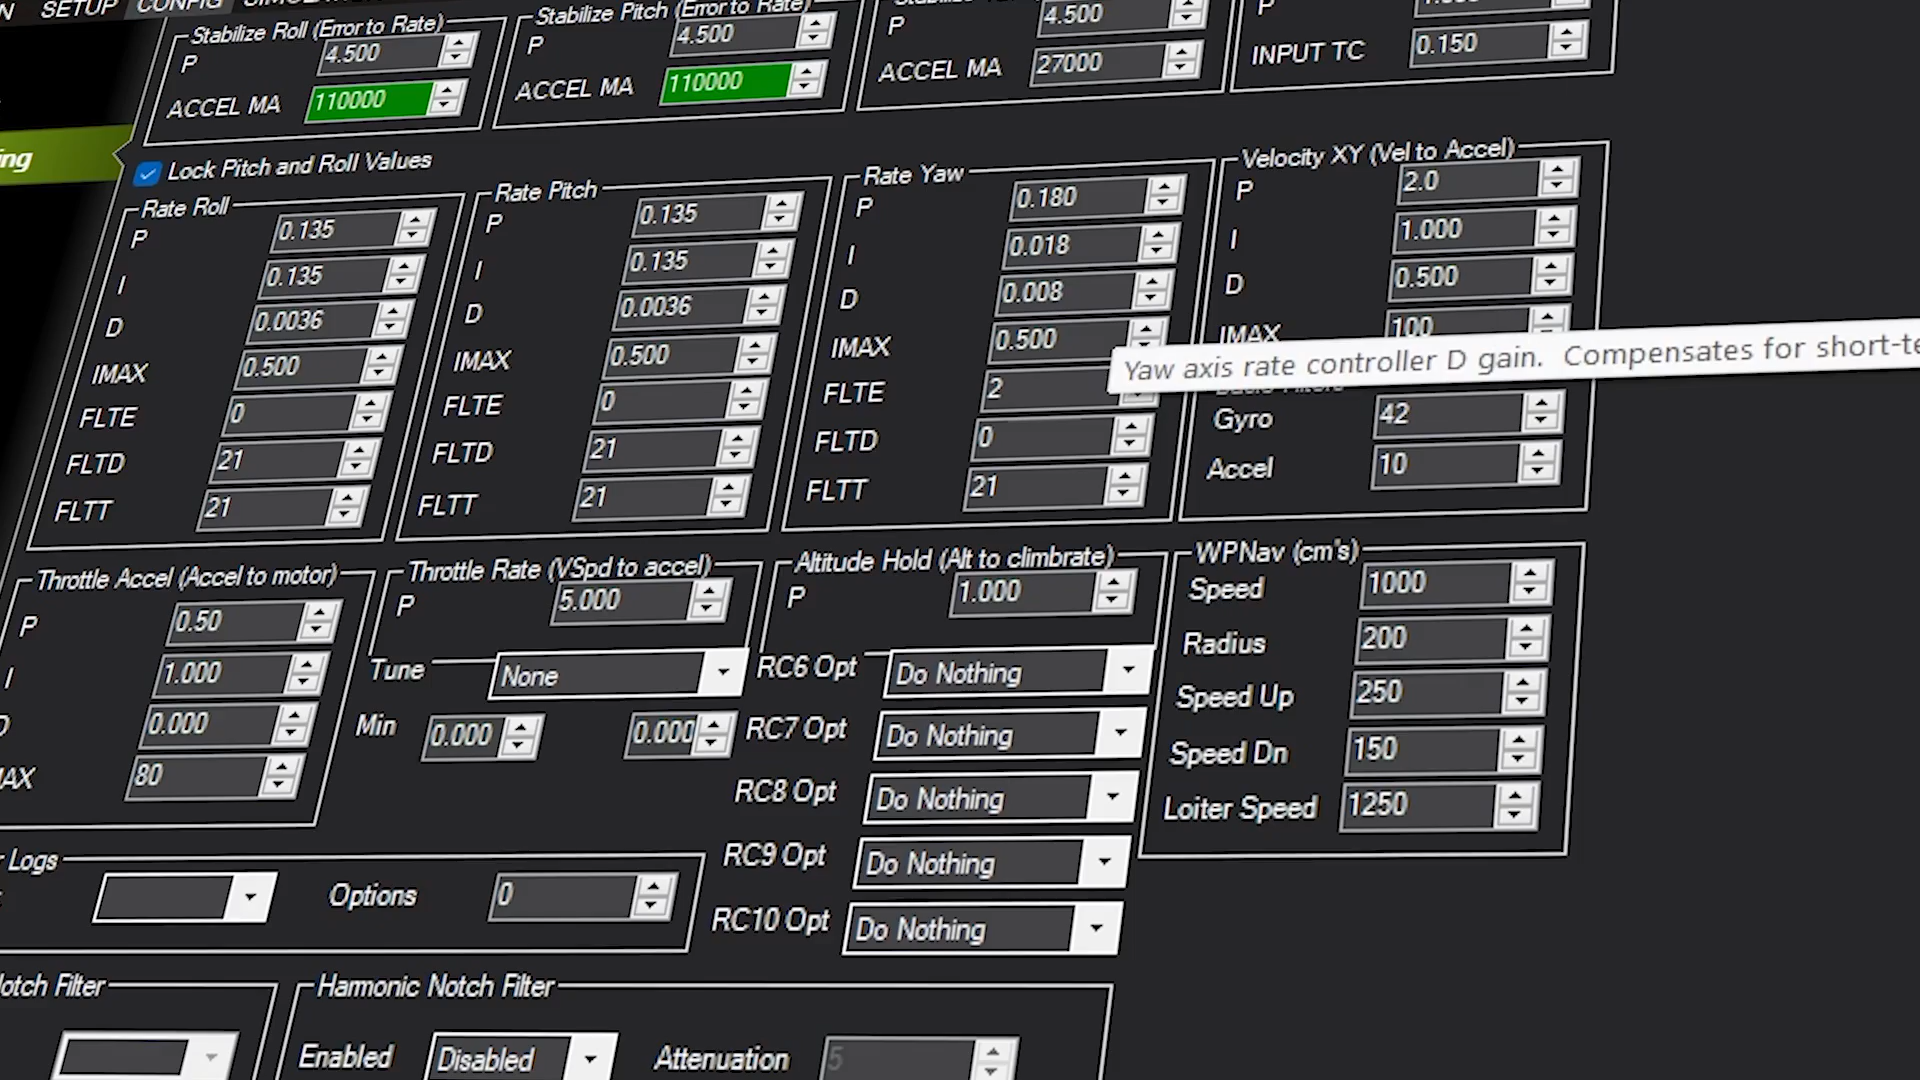 SETUP CONFIG
Stabilize Roll (Error to Rate)
P 4.500
ACCEL MA 110000
Stabilize Pitch (Error to Rate)
P 4.500
ACCEL MA 110000
P 4.500
ACCEL MA 27000
P
INPUT TC 0.150
ing
Lock Pitch and Roll Values
Rate Roll
P 0.135
I 0.135
D 0.0036
IMAX 0.500
FLTE 0
FLTD 21
FLTT 21
Rate Pitch
P 0.135
I 0.135
D 0.0036
IMAX 0.500
FLTE 0
FLTD 21
FLTT 21
Rate Yaw
P 0.180
I 0.018
D 0.008
IMAX 0.500
FLTE 2
FLTD 0
FLTT 21
Velocity XY (Vel to Accel)
P 2.0
I 1.000
D 0.500
IMAX 100
Yaw axis rate controller D gain. Compensates for short-te
Gyro 42
Accel 10
Throttle Accel (Accel to motor)
P 0.50
I 1.000
D 0.000
AX 80
Throttle Rate (VSpd to accel)
P 5.000
Tune None
Min 0.000 0.000
Altitude Hold (Alt to climbrate)
P 1.000
RC6 Opt Do Nothing
RC7 Opt Do Nothing
RC8 Opt Do Nothing
RC9 Opt Do Nothing
RC10 Opt Do Nothing
WPNav (cm's)
Speed 1000
Radius 200
Speed Up 250
Speed Dn 150
Loiter Speed 1250
r Logs
Options 0
otch Filter
Harmonic Notch Filter
Enabled Disabled Attenuation 5